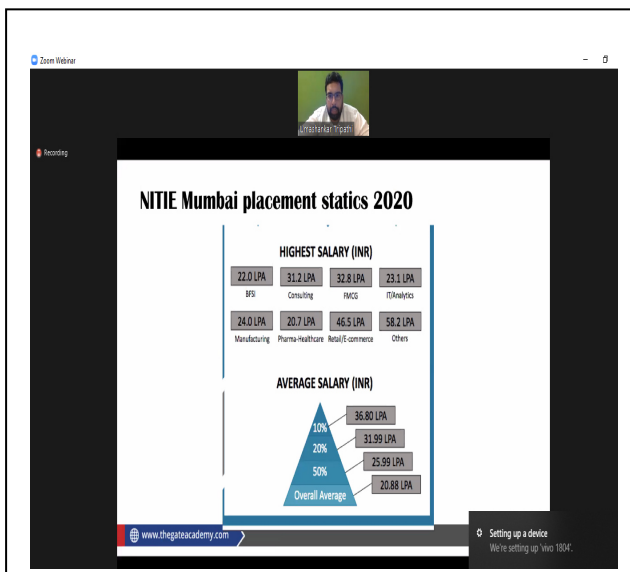 Zoom Webinar
Umashankar Tripathi
Recording
NITIE Mumbai placement statics 2020
HIGHEST SALARY (INR)
22.0 LPA 31.2 LPA 32.8 LPA 23.1 LPA
BFSI Consulting FMCG IT/Analytics
24.0 LPA 20.7 LPA 46.5 LPA 58.2 LPA
Manufacturing Pharma-Healthcare Retail/E-commerce Others
AVERAGE SALARY (INR)
10% 36.80 LPA
20% 31.99 LPA
50% 25.99 LPA
Overall Average 20.88 LPA
www.thegateacademy.com
Setting up a device
We're setting up 'vivo 1804'.